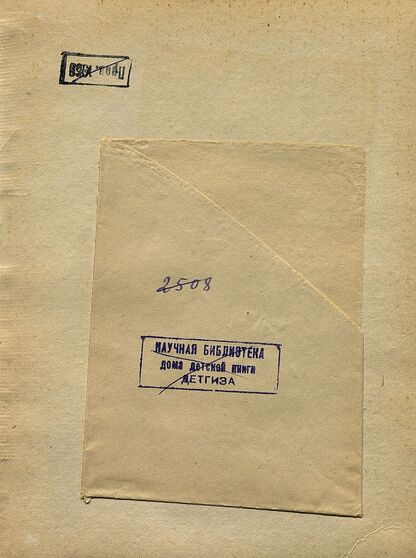 2508
НАУЧНАЯ БИБЛИОТЕКА
дома детской книги
ДЕТГИЗА